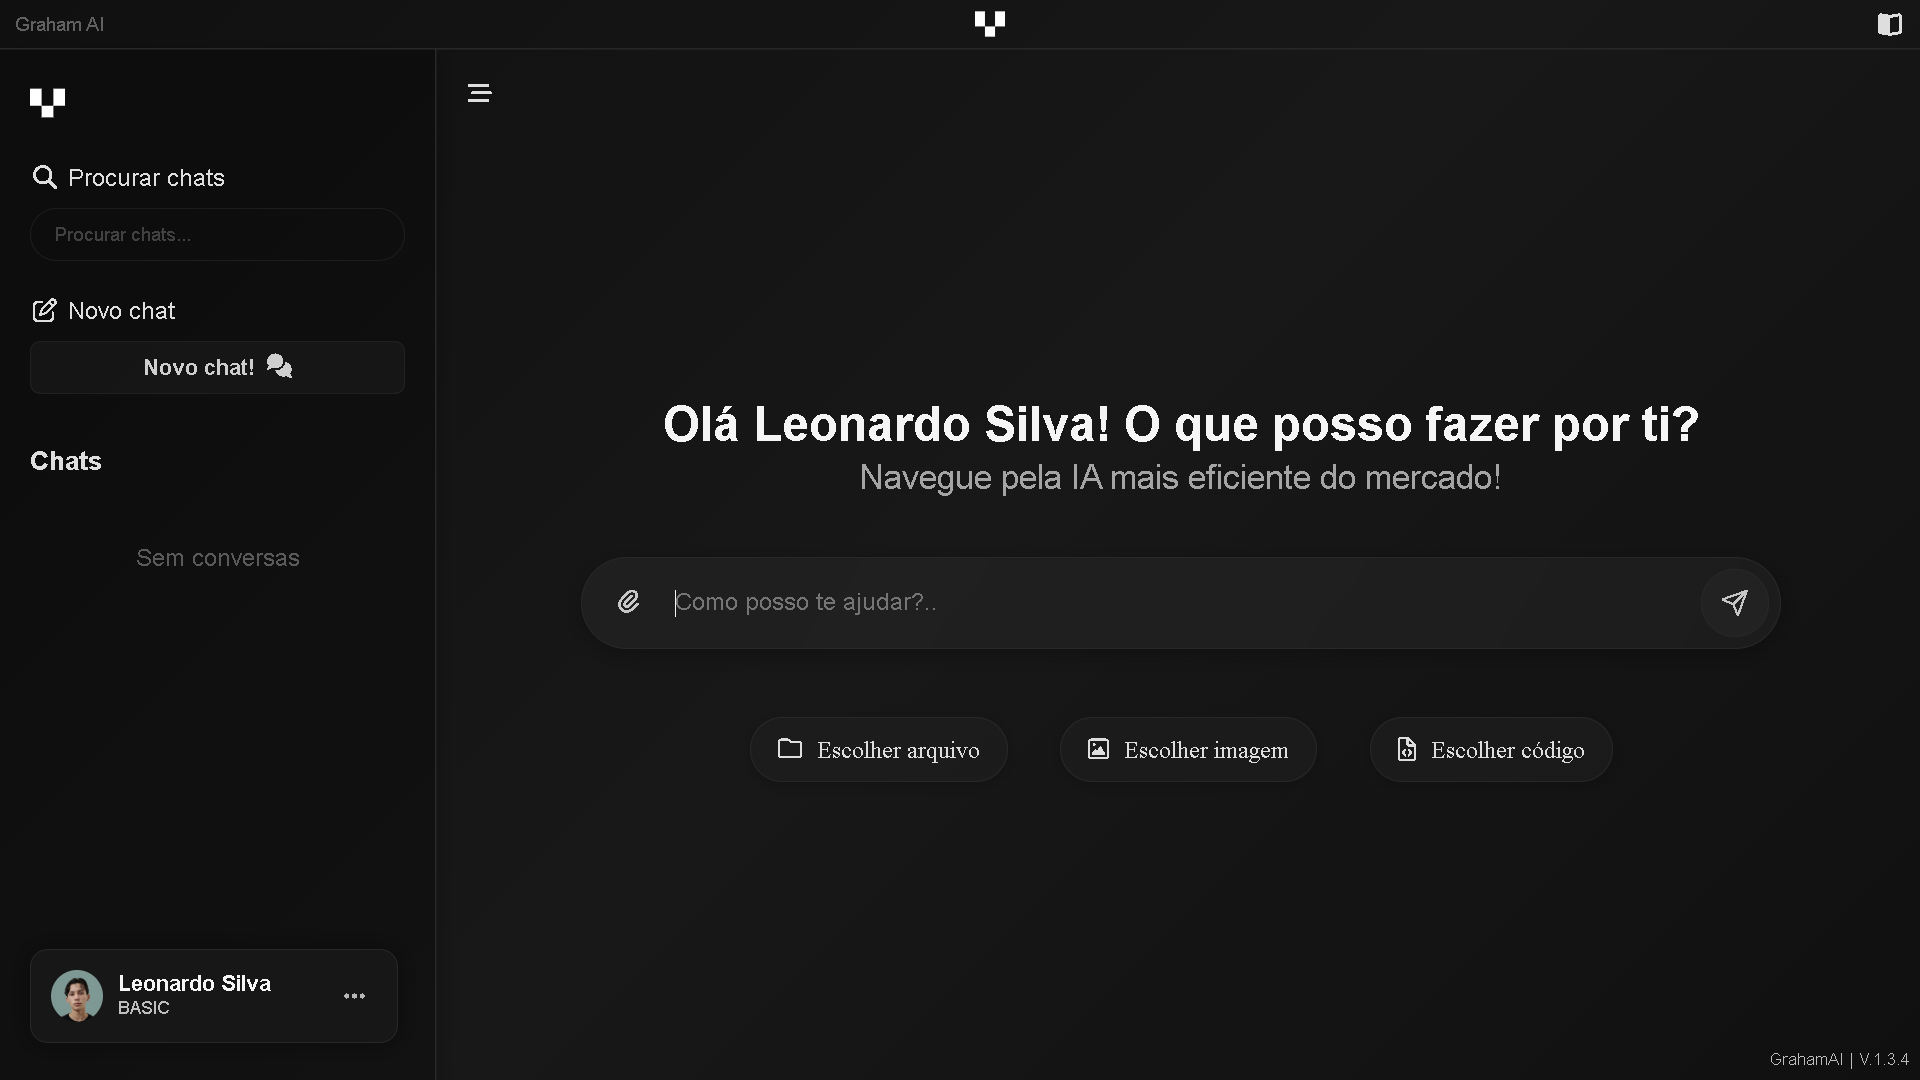 Graham AI
Procurar chats
Procurar chats...
Novo chat
Novo chat!
Chats
Sem conversas
Leonardo Silva
BASIC
Olá Leonardo Silva! O que posso fazer por ti?
Navegue pela IA mais eficiente do mercado!
Como posso te ajudar?..
Escolher arquivo
Escolher imagem
Escolher código
GrahamAI | V.1.3.4